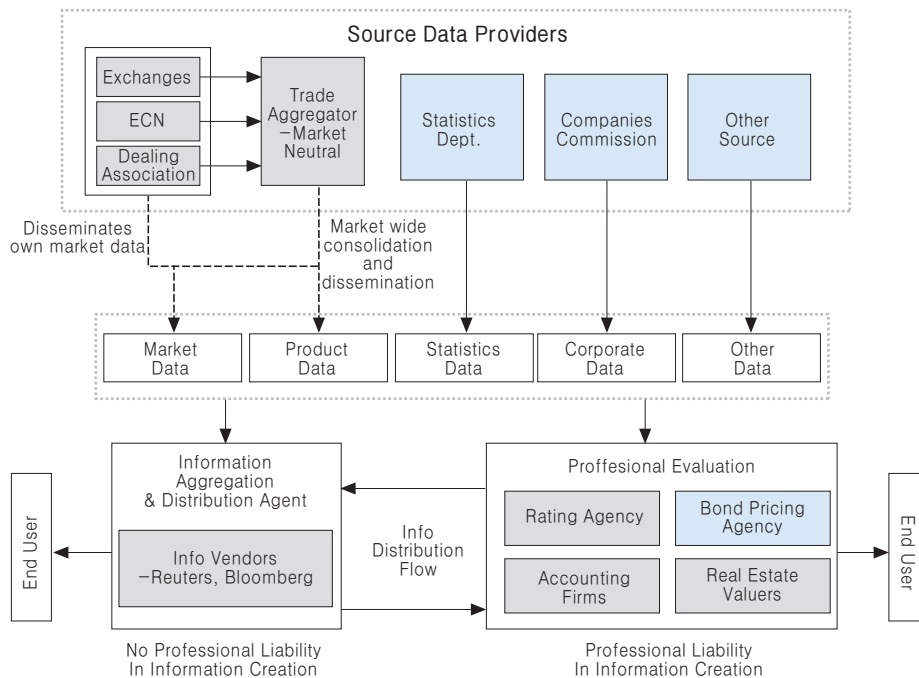 Source Data Providers
Exchanges
ECN
Dealing
Association
Trade
Aggregator
–Market
Neutral
Statistics
Dept.
Companies
Commission
Other
Source
Disseminates
own market data
Market wide
consolidation
and
dissemination
Market
Data
Product
Data
Statistics
Data
Corporate
Data
Other
Data
End User
Information
Aggregation
& Distribution Agent
Info Vendors
–Reuters, Bloomberg
Info
Distribution
Flow
Proffesional Evaluation
Rating Agency
Bond Pricing
Agency
Accounting
Firms
Real Estate
Valuers
End User
No Professional Liability
In Information Creation
Professional Liability
In Information Creation